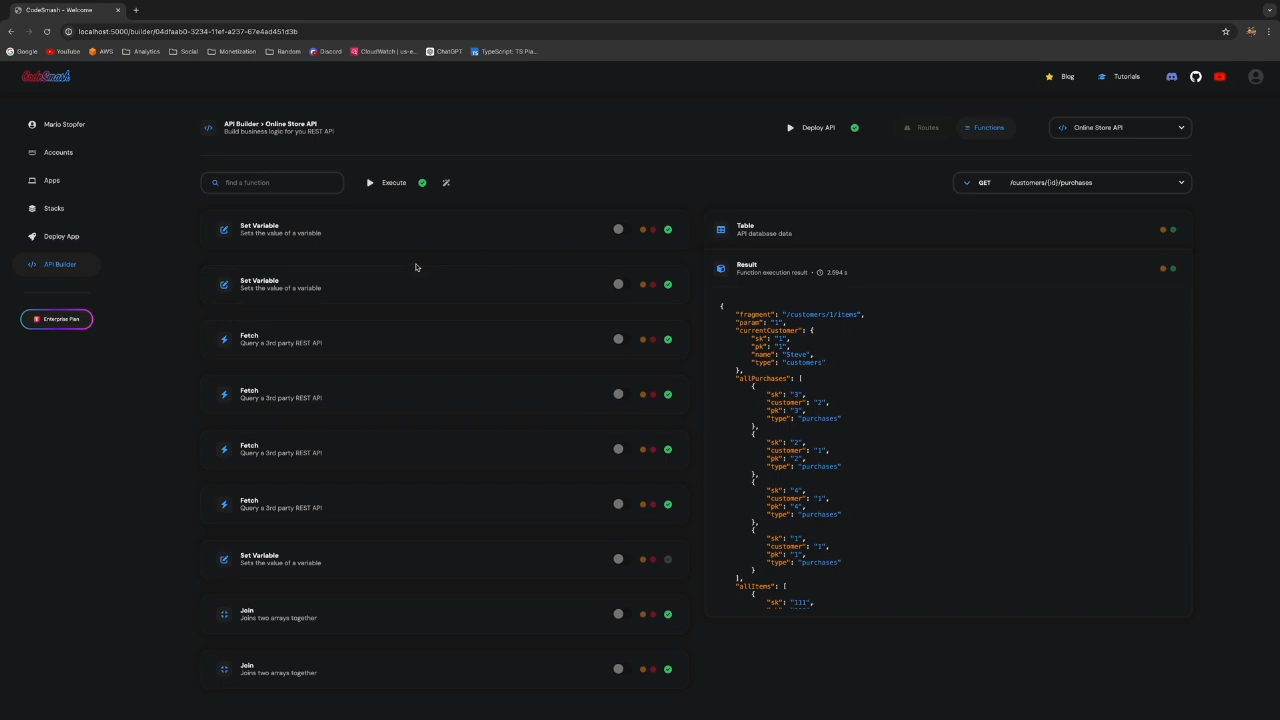 CodeSmash - Welcome
localhost:5000/builder/04dfaab0-3234-11ef-a237-67e4ad451d3b
Google YouTube AWS Analytics Social Monetization Random Discord CloudWatch | us-e... ChatGPT TypeScript: TS Pla...
CodeSmash
Blog Tutorials
Mario Stopfer
Accounts
Apps
Stacks
Deploy App
API Builder
Enterprise Plan
API Builder > Online Store API
Build business logic for you REST API
Deploy API Routes Functions Online Store API
find a function Execute GET /customers/{id}/purchases
Set Variable
Sets the value of a variable
Set Variable
Sets the value of a variable
Fetch
Query a 3rd party REST API
Fetch
Query a 3rd party REST API
Fetch
Query a 3rd party REST API
Fetch
Query a 3rd party REST API
Set Variable
Sets the value of a variable
Join
Joins two arrays together
Join
Joins two arrays together
Table
API database data
Result
Function execution result • 2.594 s
{
"fragment": "/customers/1/items",
"param": "1",
"currentCustomer": {
"sk": "1",
"pk": "1",
"name": "Steve",
"type": "customers"
},
"allPurchases": [
{
"sk": "3",
"customer": "2",
"pk": "3",
"type": "purchases"
},
{
"sk": "2",
"customer": "1",
"pk": "2",
"type": "purchases"
},
{
"sk": "4",
"customer": "1",
"pk": "4",
"type": "purchases"
},
{
"sk": "1",
"customer": "1",
"pk": "1",
"type": "purchases"
}
],
"allItems": [
{
"sk": "111",